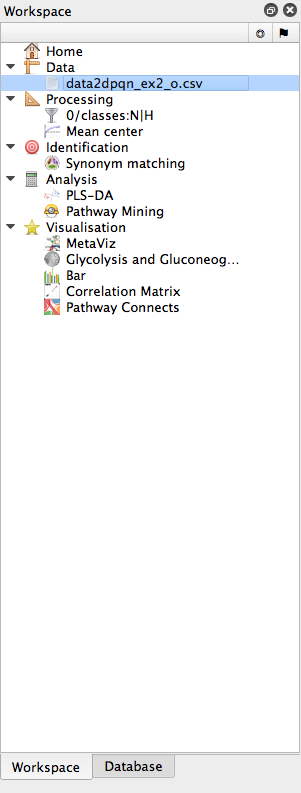 Workspace
Home
Data
data2dpqn_ex2_o.csv
Processing
0/classes:N|H
Mean center
Identification
Synonym matching
Analysis
PLS-DA
Pathway Mining
Visualisation
MetaViz
Glycolysis and Gluconeog...
Bar
Correlation Matrix
Pathway Connects
Workspace Database